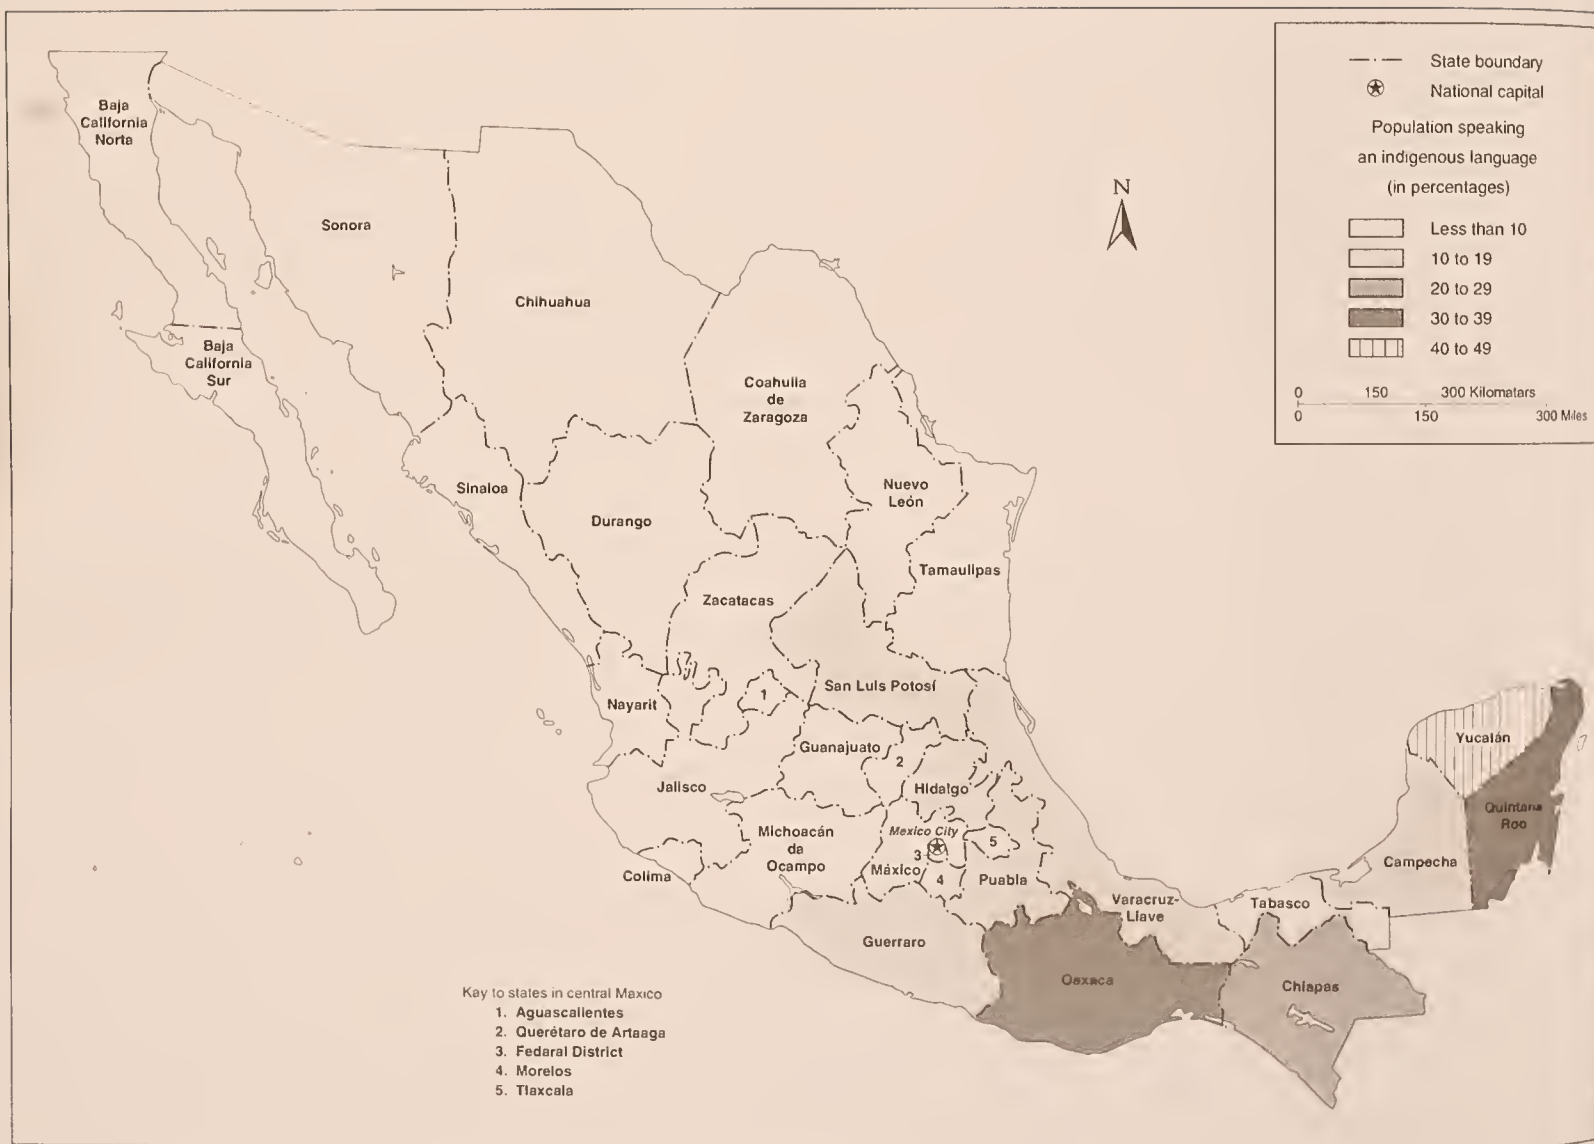 State boundary
National capital
Population speaking
an indigenous language
(in percentages)
Less than 10
10 to 19
20 to 29
30 to 39
40 to 49
0 150 300 Kilomatars
0 150 300 Miles
N
Baja
California
Norta
Sonora
Chihuahua
Baja
California
Sur
Coahulla
de
Zaragoza
Sinaloa
Nuevo
León
Durango
Tamaulipas
Zacatacas
San Luis Potosí
Nayarit
1
Guanajuato
2
Hidalgo
Jalisco
Yucatán
Quintana
Roo
Mexico City
Michoacán
da
Ocampo
3
5
Máxico
4
Puabla
Colima
Campecha
Varacruz-
Llave
Tabasco
Guerraro
Oaxaca
Chiapas
Kay to states in central Maxico
1. Aguascalientes
2. Querétaro de Artaaga
3. Fedaral District
4. Morelos
5. Tlaxcala